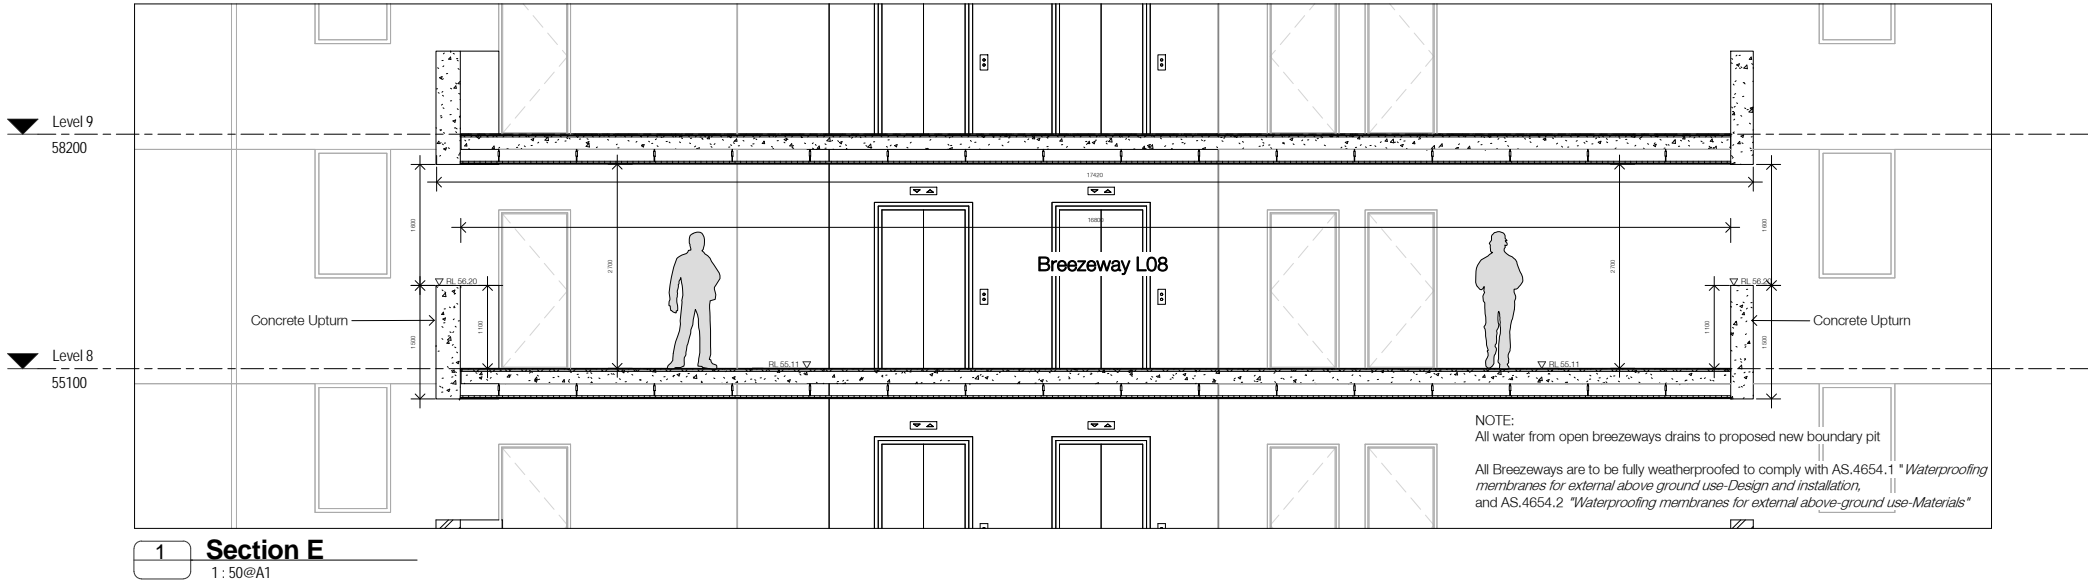 Level 9
58200
17420
16800
1600
2700
2700
1600
Breezeway L08
RL 56.20
RL 56.20
Concrete Upturn
Concrete Upturn
1500
1100
1100
1500
Level 8
55100
RL 55.11
RL 55.11
NOTE:
All water from open breezeways drains to proposed new boundary pit
All Breezeways are to be fully weatherproofed to comply with AS.4654.1 "Waterproofing
membranes for external above ground use-Design and installation,
and AS.4654.2 "Waterproofing membranes for external above-ground use-Materials"
1
Section E
1 : 50@A1